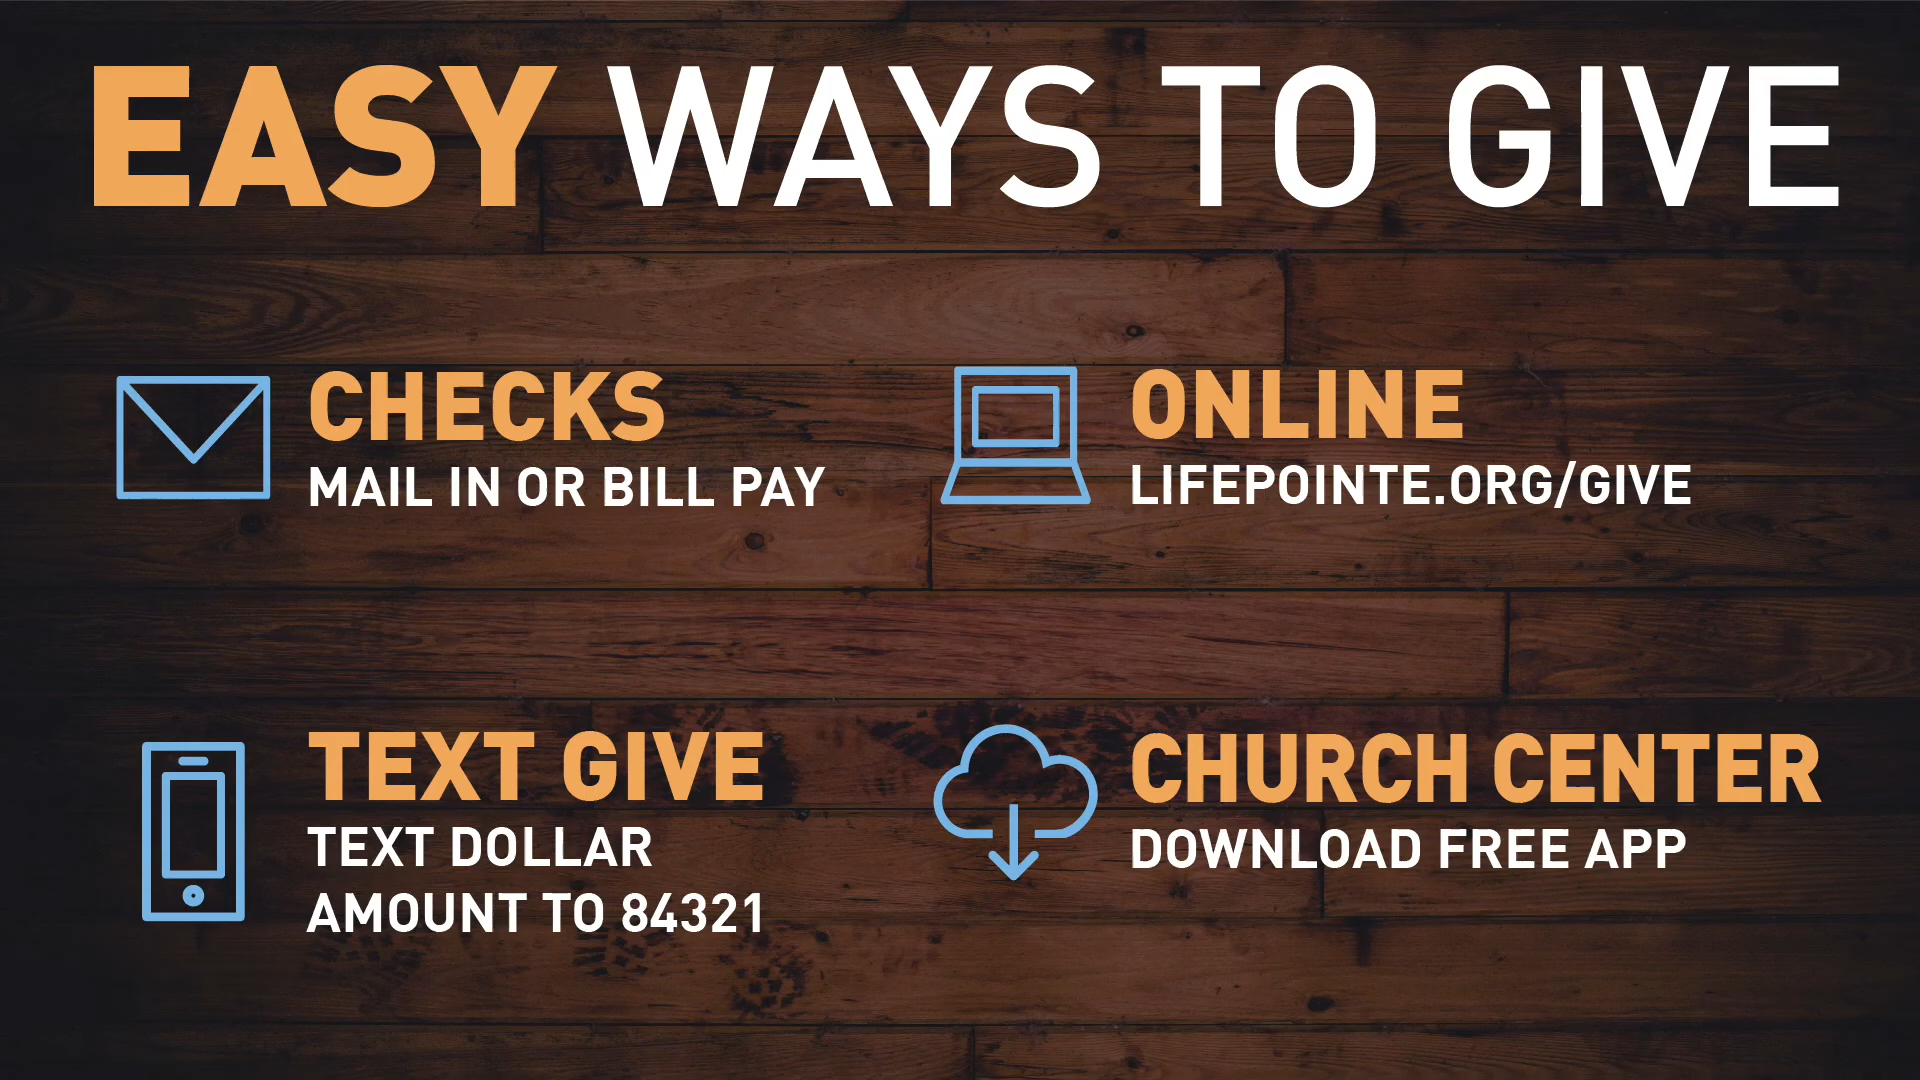 EASY WAYS TO GIVE
CHECKS
MAIL IN OR BILL PAY
ONLINE
LIFEPOINTE.ORG/GIVE
TEXT GIVE
TEXT DOLLAR
AMOUNT TO 84321
CHURCH CENTER
DOWNLOAD FREE APP